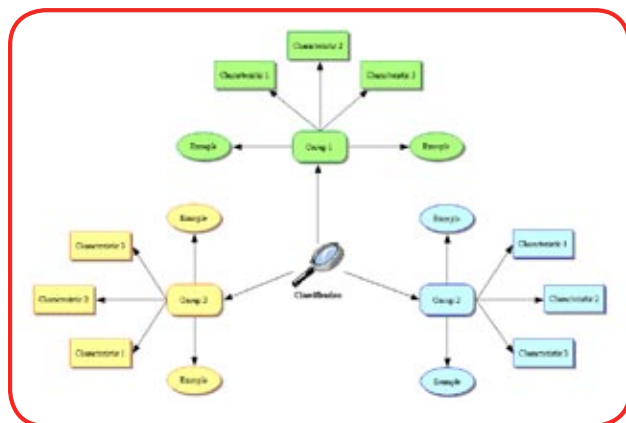 Characteristic 2
Characteristic 1
Characteristic 3
Example
Group 1
Example
Example
Example
Characteristic 3
Characteristic 1
Classification
Characteristic 2
Group 3
Group 2
Characteristic 2
Characteristic 1
Characteristic 3
Example
Example